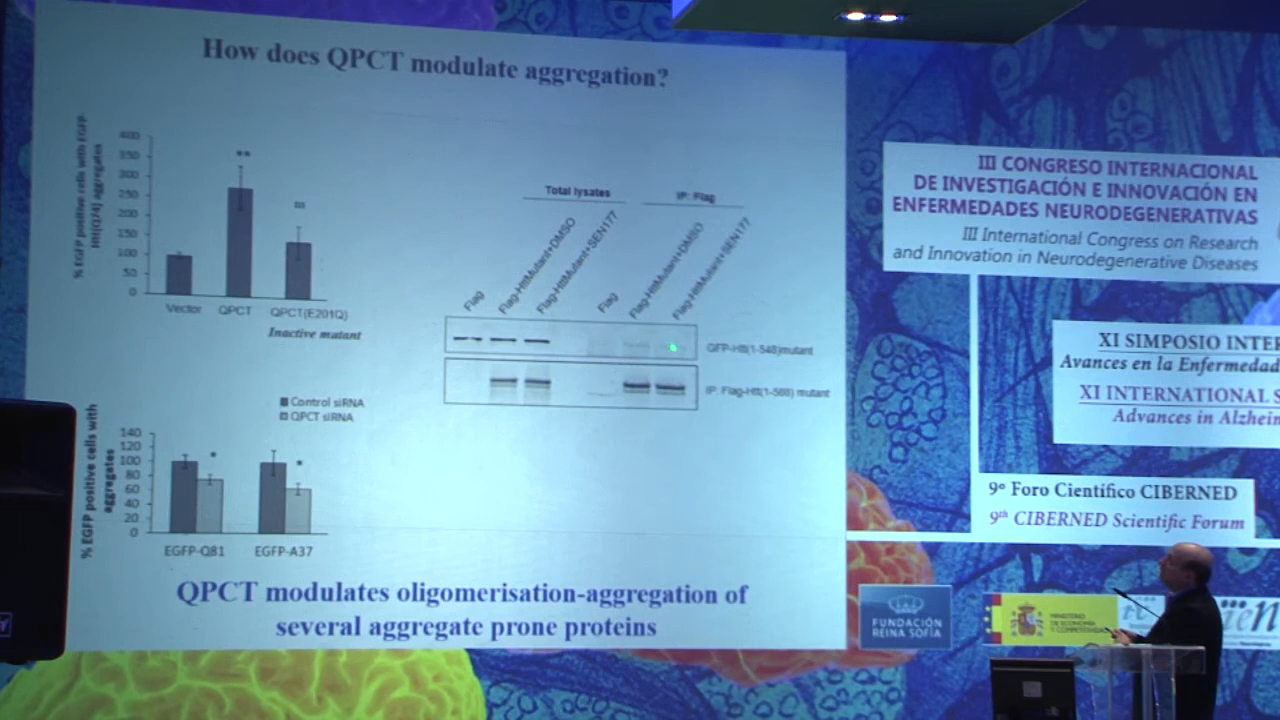 How does QPCT modulate aggregation?
% EGFP positive cells with EGFP-
Htt(Q74) aggregates
400
350
300
250
200
150
100
50
0
**
ns
Vector
QPCT
QPCT(E201Q)
Inactive mutant
Total lysates
IP: Flag
Flag
Flag-HttMutant+DMSO
Flag-HttMutant+SEN177
Flag
Flag-HttMutant+DMSO
Flag-HttMutant+SEN177
GFP-Htt(1-548)mutant
IP: Flag-Htt(1-588) mutant
Control siRNA
QPCT siRNA
% EGFP positive cells with
aggregates
140
120
100
80
60
40
20
0
*
*
EGFP-Q81
EGFP-A37
QPCT modulates oligomerisation-aggregation of
several aggregate prone proteins
III CONGRESO INTERNACIONAL
DE INVESTIGACIÓN E INNOVACIÓN EN
ENFERMEDADES NEURODEGENERATIVAS
III International Congress on Research
and Innovation in Neurodegenerative Diseases
XI SIMPOSIO INTER
Avances en la Enfermedad
XI INTERNATIONAL S
Advances in Alzhein
9º Foro Científico CIBERNED
9th CIBERNED Scientific Forum
FUNDACIÓN
REINA SOFÍA
MINISTERIO
DE ECONOMÍA
Y COMPETITIVIDAD